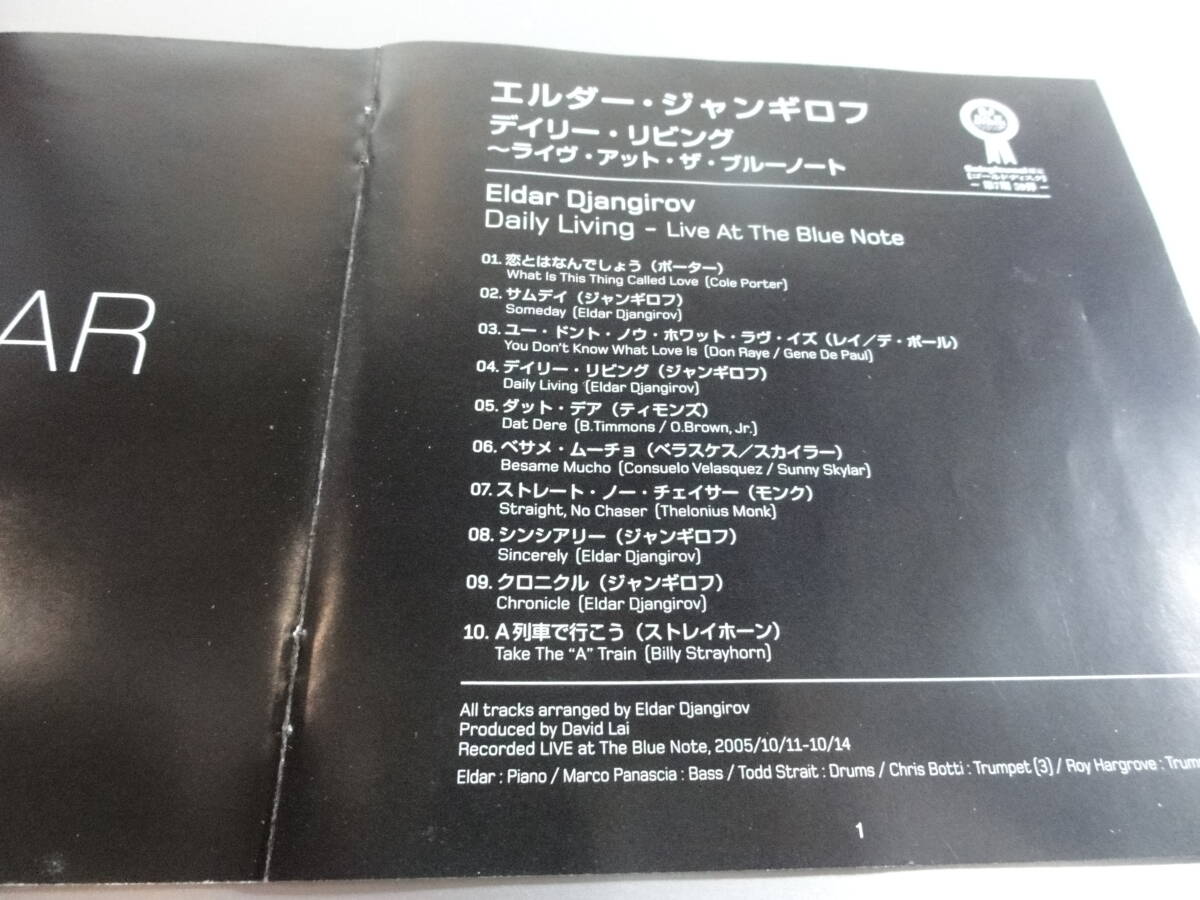 AR
エルダー・ジャンギロフ
デイリー・リビング
～ライヴ・アット・ザ・ブルーノート
【ゴールドディスク】
Eldar Djangirov
Daily Living - Live At The Blue Note
01. 恋とはなんでしょう（ポーター）
What Is This Thing Called Love (Cole Porter)
02. サムデイ（ジャンギロフ）
Someday (Eldar Djangirov)
03. ユー・ドント・ノウ・ホワット・ラヴ・イズ（レイ／デ・ポール）
You Don't Know What Love Is (Don Raye / Gene De Paul)
04. デイリー・リビング（ジャンギロフ）
Daily Living (Eldar Djangirov)
05. ダット・デア（ティモンズ）
Dat Dere (B.Timmons / O.Brown, Jr.)
06. ベサメ・ムーチョ（ベラスケス／スカイラー）
Besame Mucho (Consuelo Velasquez / Sunny Skylar)
07. ストレート・ノー・チェイサー（モンク）
Straight, No Chaser (Thelonius Monk)
08. シンシアリー（ジャンギロフ）
Sincerely (Eldar Djangirov)
09. クロニクル（ジャンギロフ）
Chronicle (Eldar Djangirov)
10. A列車で行こう（ストレイホーン）
Take The “A” Train (Billy Strayhorn)
All tracks arranged by Eldar Djangirov
Produced by David Lai
Recorded LIVE at The Blue Note, 2005/10/11-10/14
Eldar : Piano / Marco Panascia : Bass / Todd Strait : Drums / Chris Botti : Trumpet (3) / Roy Hargrove : Trum
1